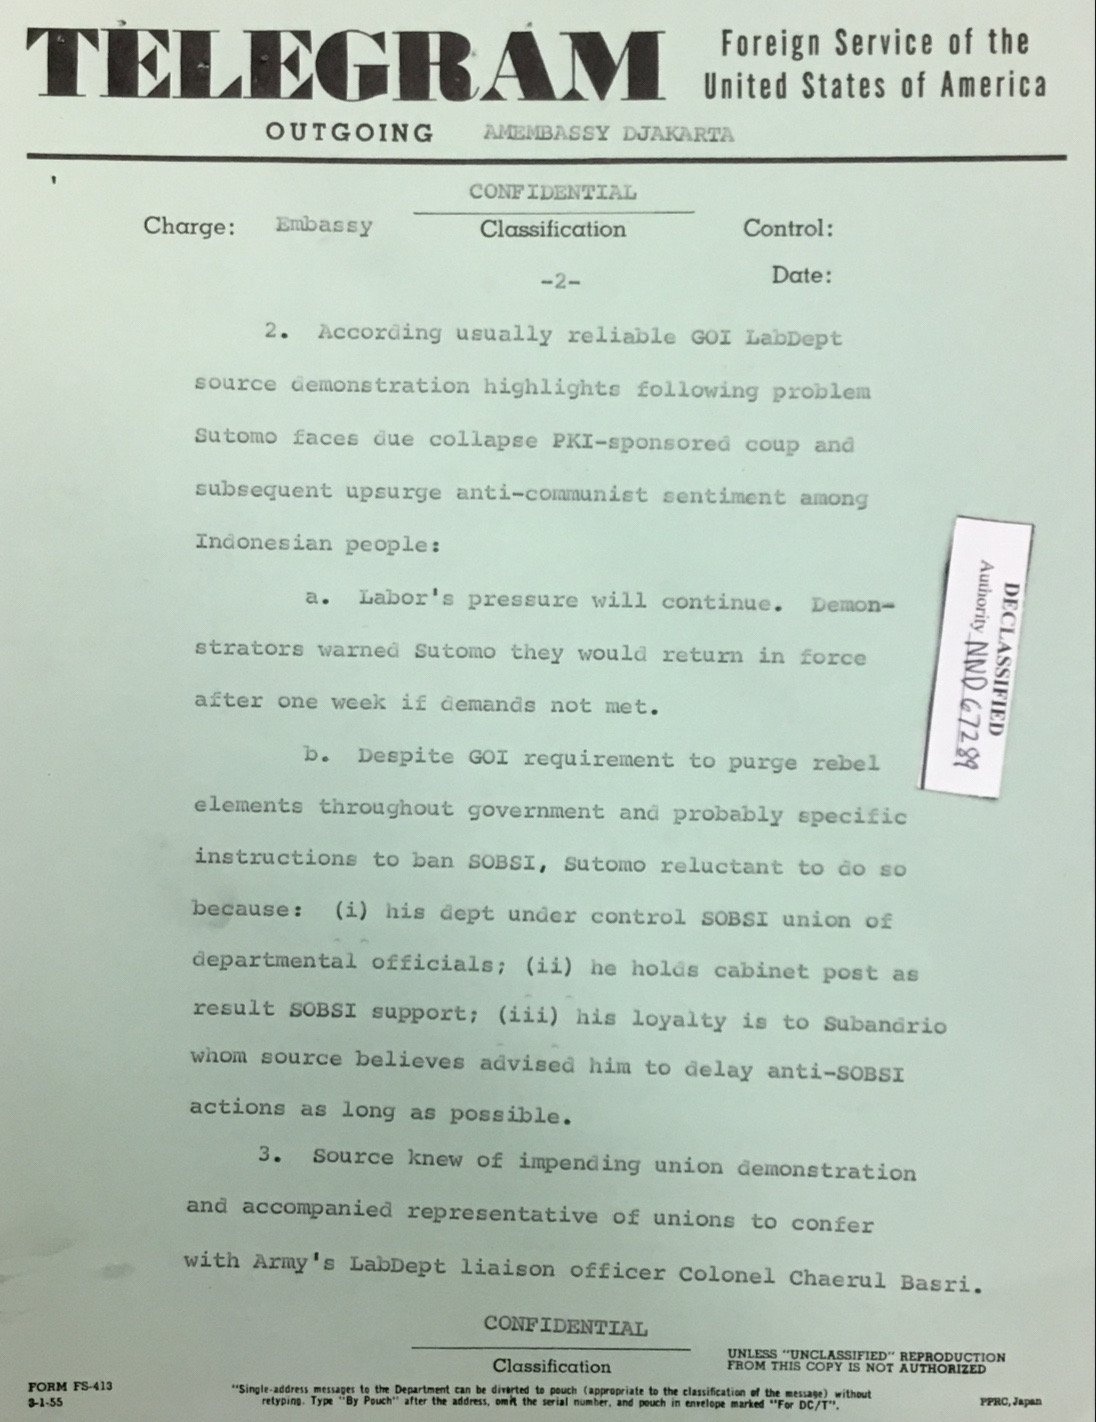 TELEGRAM Foreign Service of the
United States of America
OUTGOING AMEMBASSY DJAKARTA
CONFIDENTIAL
Charge: Embassy Classification Control:
-2- Date:
2. According usually reliable GOI LabDept
source demonstration highlights following problem
Sutomo faces due collapse PKI-sponsored coup and
subsequent upsurge anti-communist sentiment among
Indonesian people:
a. Labor's pressure will continue. Demon-
strators warned Sutomo they would return in force
after one week if demands not met.
b. Despite GOI requirement to purge rebel
elements throughout government and probably specific
instructions to ban SOBSI, Sutomo reluctant to do so
because: (i) his dept under control SOBSI union of
departmental officials; (ii) he holds cabinet post as
result SOBSI support; (iii) his loyalty is to Subandrio
whom source believes advised him to delay anti-SOBSI
actions as long as possible.
3. Source knew of impending union demonstration
and accompanied representative of unions to confer
with Army's LabDept liaison officer Colonel Chaerul Basri.
DECLASSIFIED
Authority NND 67289
CONFIDENTIAL
Classification
UNLESS "UNCLASSIFIED" REPRODUCTION
FROM THIS COPY IS NOT AUTHORIZED
FORM FS-413
3-1-55
"Single-address messages to the Department can be diverted to pouch (appropriate to the classification of the message) without
retyping. Type "By Pouch" after the address, omit the serial number, and pouch in envelope marked "For DC/T".
PPRC, Japan